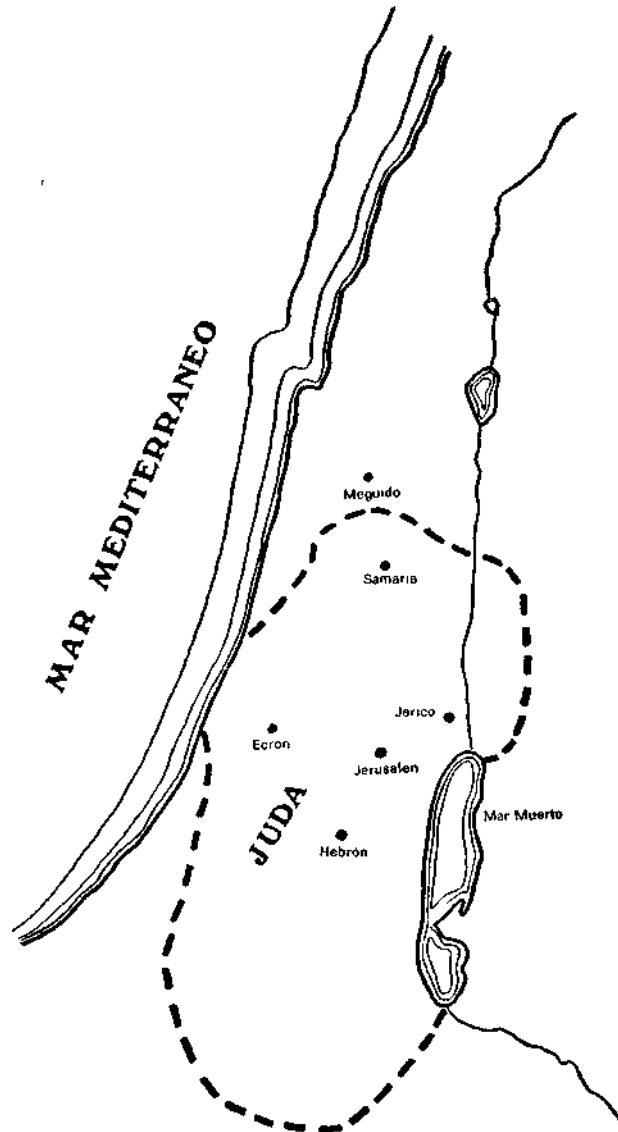 MAR MEDITERRANEO
Meguido
Samaria
Jerico
Ecron
Jerusalen
JUDA
Mar Muerto
Hebrón